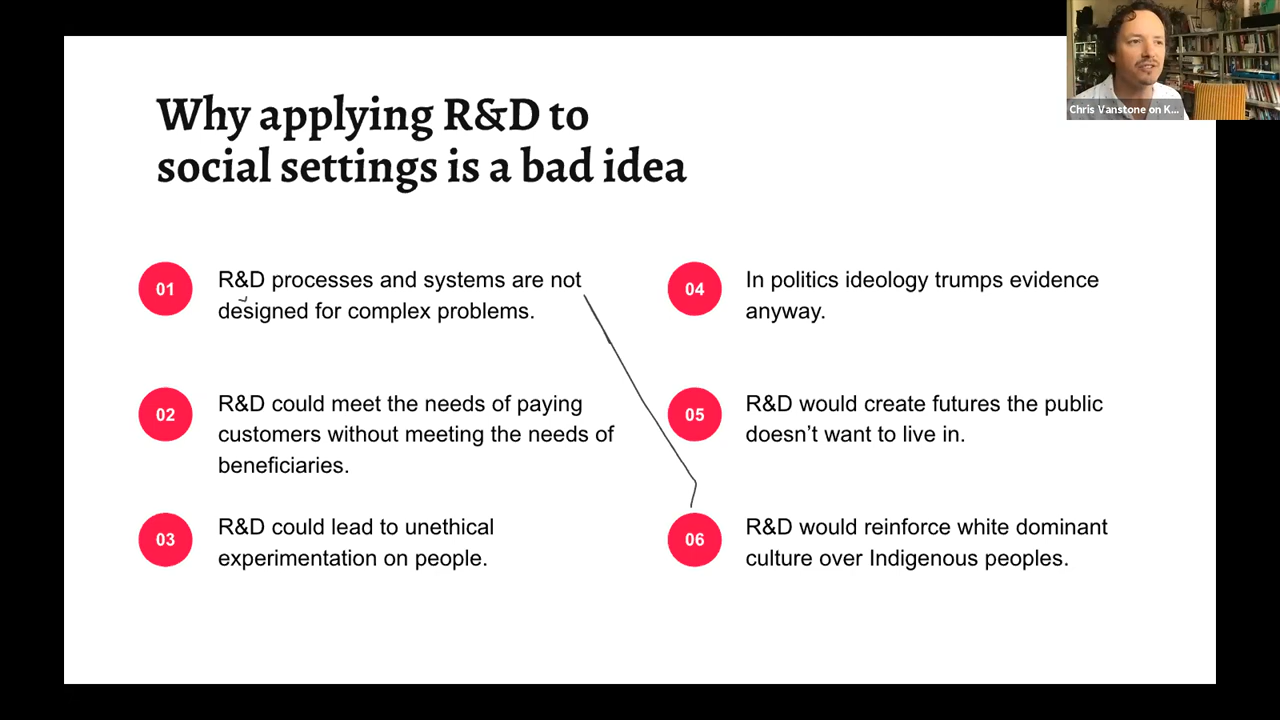 Why applying R&D to
social settings is a bad idea
01
R&D processes and systems are not
designed for complex problems.
02
R&D could meet the needs of paying
customers without meeting the needs of
beneficiaries.
03
R&D could lead to unethical
experimentation on people.
04
In politics ideology trumps evidence
anyway.
05
R&D would create futures the public
doesn’t want to live in.
06
R&D would reinforce white dominant
culture over Indigenous peoples.
Chris Vanstone on K...